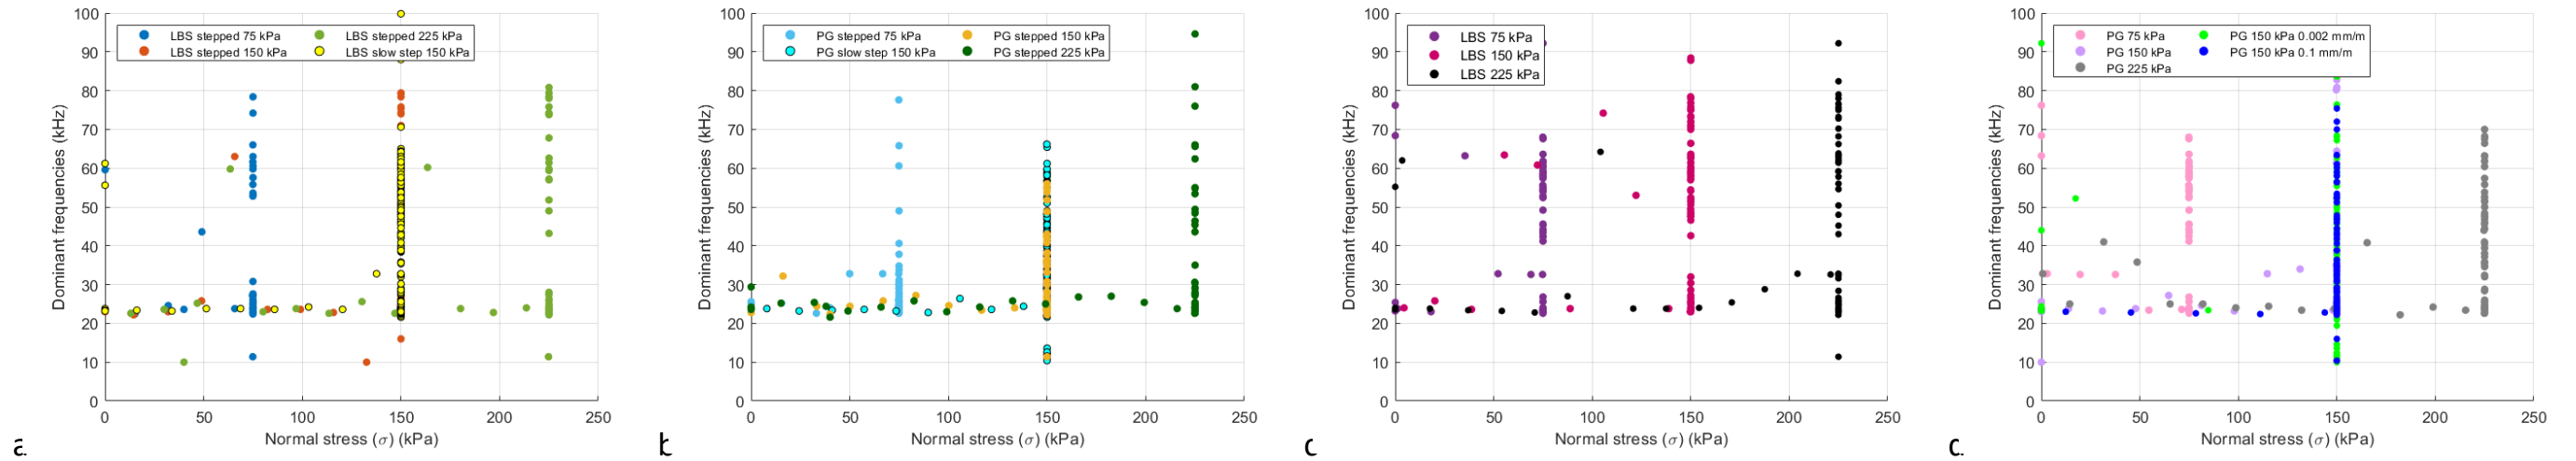 100
90
80
70
60
50
40
30
20
10
0
Dominant frequencies (kHz)
LBS stepped 75 kPa
LBS stepped 150 kPa
LBS stepped 225 kPa
LBS slow step 150 kPa
0 50 100 150 200 250
Normal stress (σ) (kPa)
a.
100
90
80
70
60
50
40
30
20
10
0
Dominant frequencies (kHz)
PG stepped 75 kPa
PG slow step 150 kPa
PG stepped 150 kPa
PG stepped 225 kPa
0 50 100 150 200 250
Normal stress (σ) (kPa)
100
90
80
70
60
50
40
30
20
10
0
Dominant frequencies (kHz)
LBS 75 kPa
LBS 150 kPa
LBS 225 kPa
0 50 100 150 200 250
Normal stress (σ) (kPa)
100
90
80
70
60
50
40
30
20
10
0
Dominant frequencies (kHz)
PG 75 kPa
PG 150 kPa
PG 225 kPa
PG 150 kPa 0.002 mm/m
PG 150 kPa 0.1 mm/m
0 50 100 150 200 250
Normal stress (σ) (kPa)